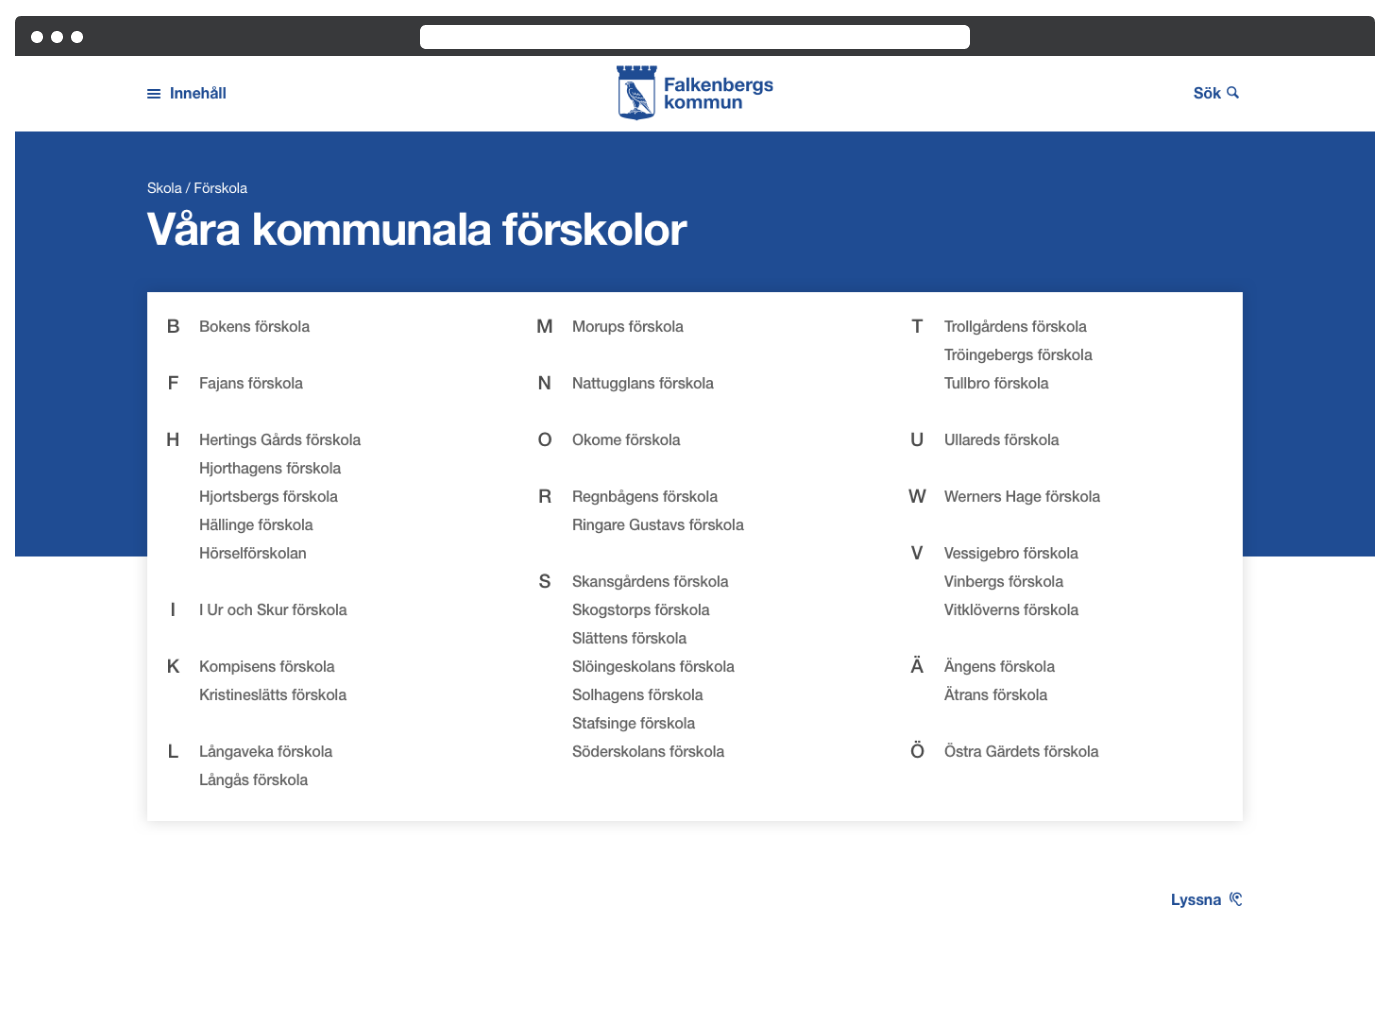 Innehåll
Falkenbergs
kommun
Sök
Skola / Förskola
Våra kommunala förskolor
B Bokens förskola
F Fajans förskola
H Hertings Gårds förskola
Hjorthagens förskola
Hjortsbergs förskola
Hällinge förskola
Hörselförskolan
I I Ur och Skur förskola
K Kompisens förskola
Kristineslätts förskola
L Långaveka förskola
Långås förskola
M Morups förskola
N Nattugglans förskola
O Okome förskola
R Regnbågens förskola
Ringare Gustavs förskola
S Skansgårdens förskola
Skogstorps förskola
Slättens förskola
Slöingeskolans förskola
Solhagens förskola
Stafsinge förskola
Söderskolans förskola
T Trollgårdens förskola
Tröingebergs förskola
Tullbro förskola
U Ullareds förskola
W Werners Hage förskola
V Vessigebro förskola
Vinbergs förskola
Vitklöverns förskola
Ä Ängens förskola
Ätrans förskola
Ö Östra Gärdets förskola
Lyssna